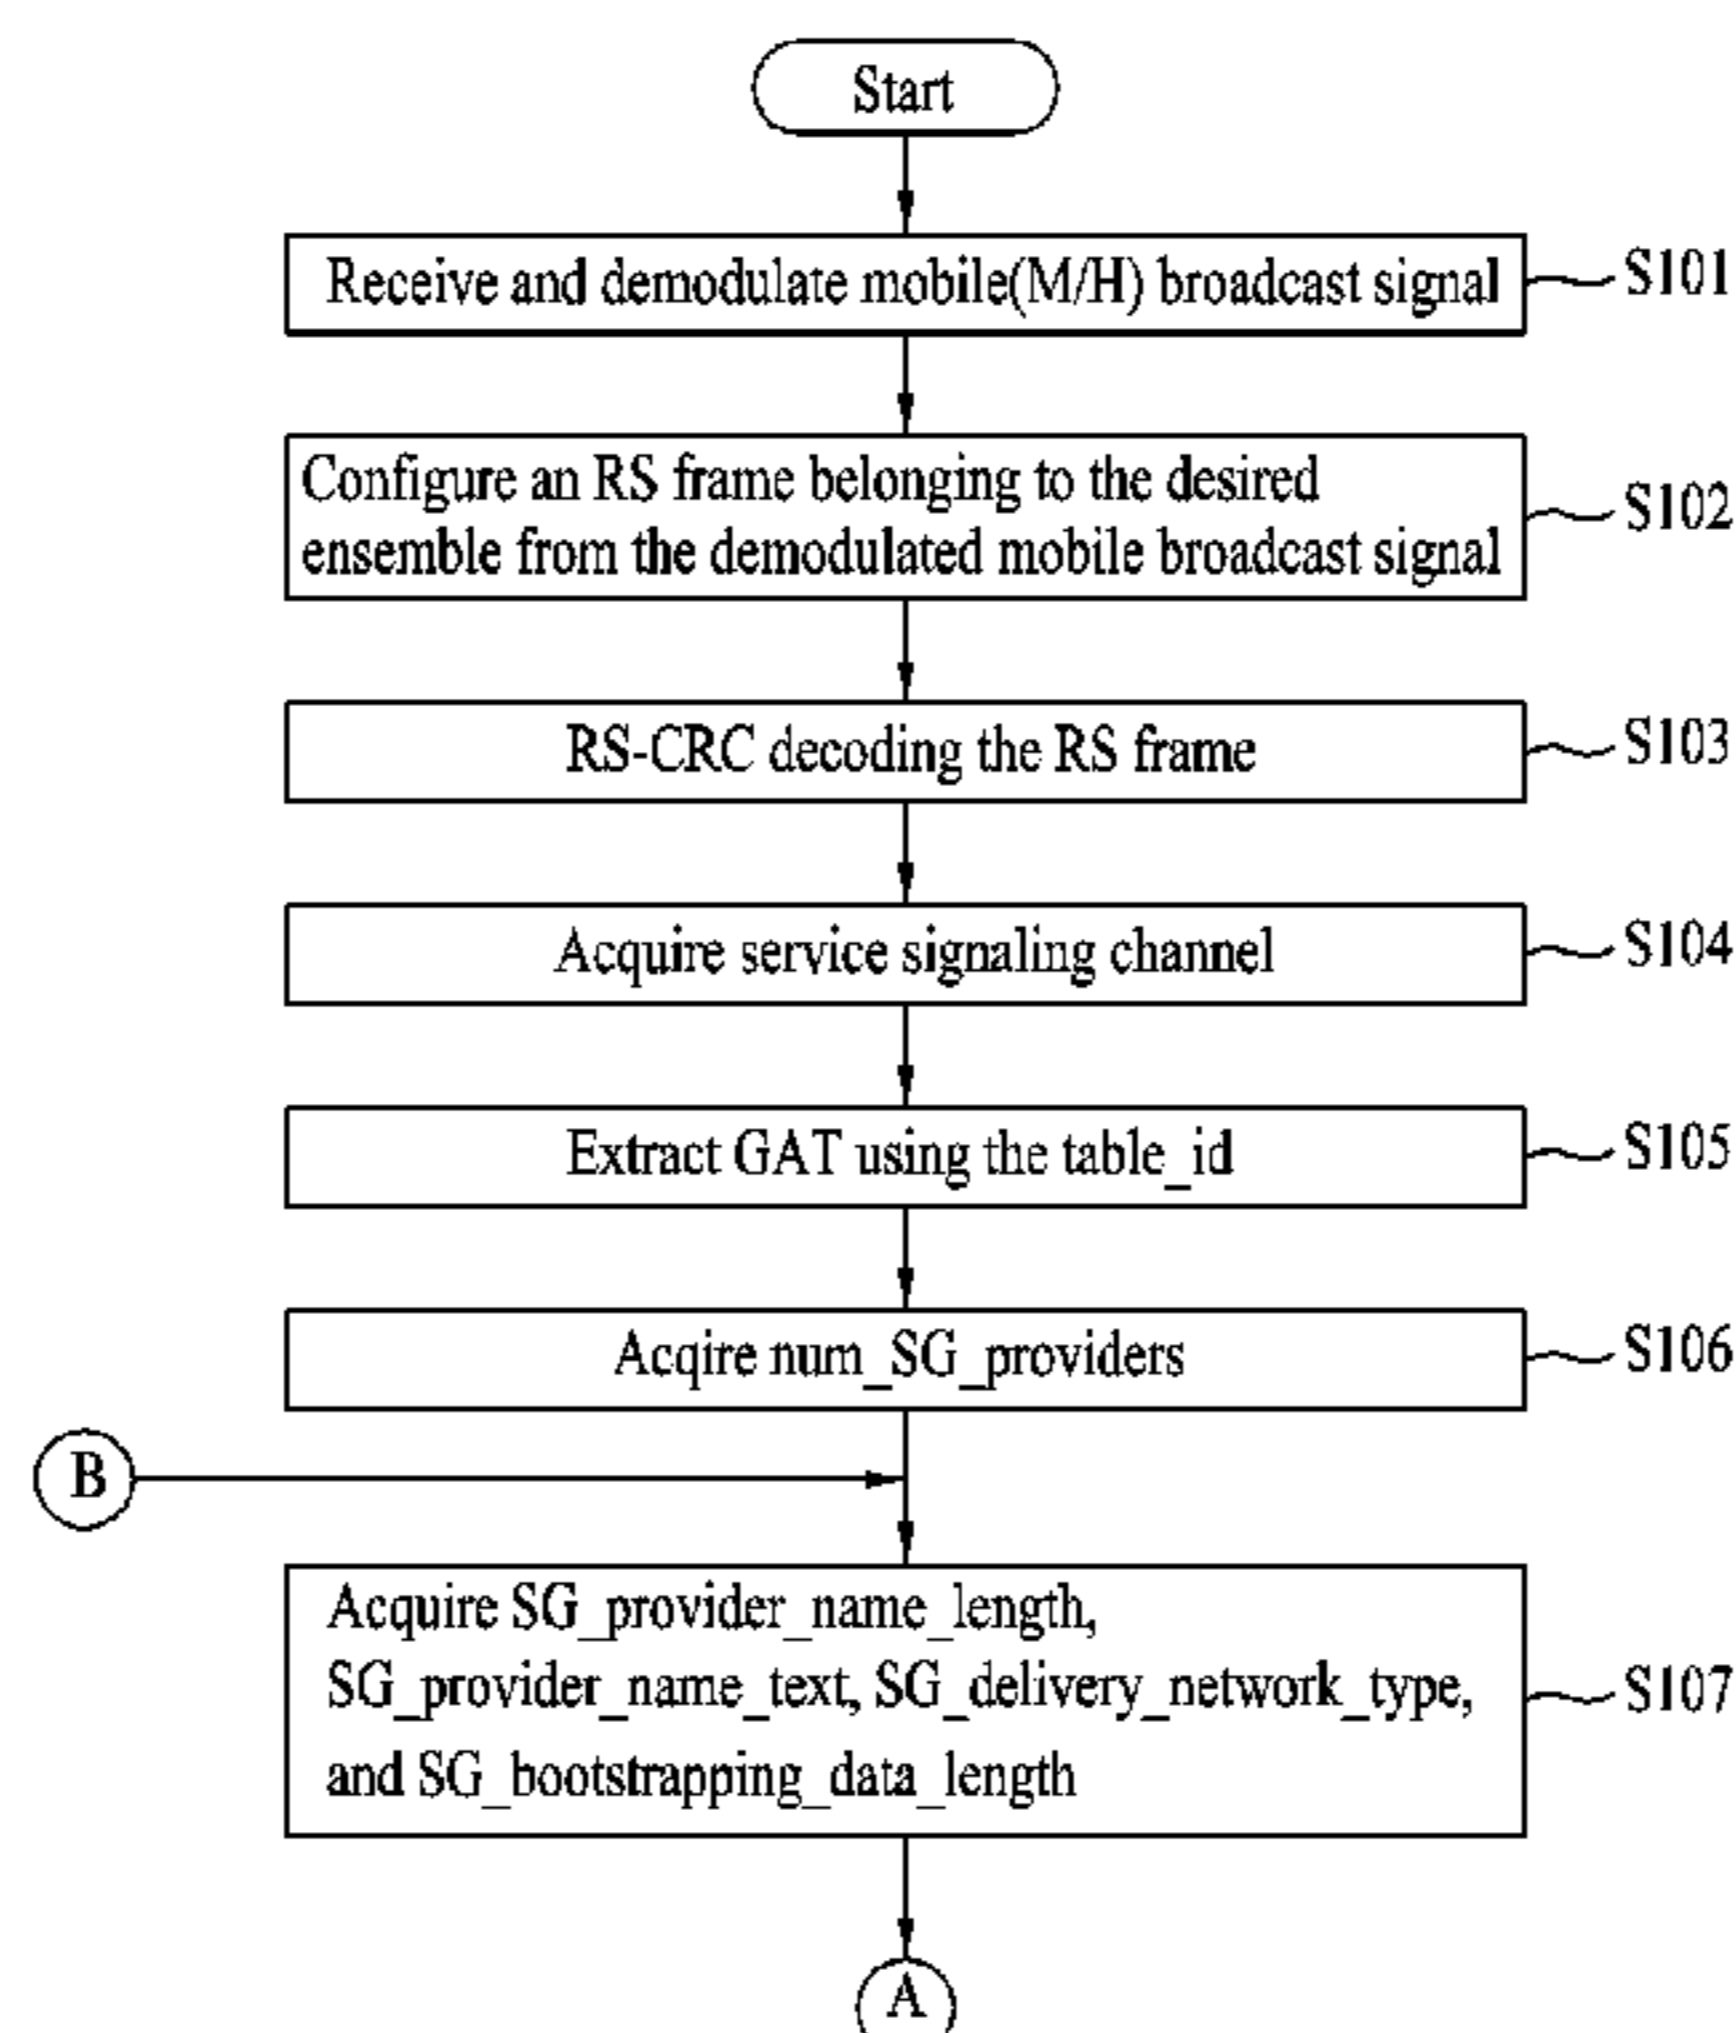 Start
Receive and demodulate mobile(M/H) broadcast signal
S101
Configure an RS frame belonging to the desired
ensemble from the demodulated mobile broadcast signal
S102
RS-CRC decoding the RS frame
S103
Acquire service signaling channel
S104
Extract GAT using the table_id
S105
Acqire num_SG_providers
S106
B
Acquire SG_provider_name_length,
SG_provider_name_text, SG_delivery_network_type,
and SG_bootstrapping_data_length
S107
A